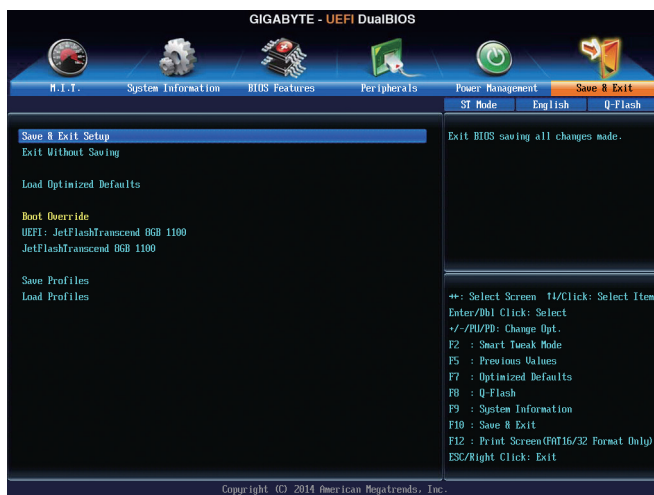 GIGABYTE - UEFI DualBIOS
M.I.T. System Information BIOS Features Peripherals Power Management Save & Exit
ST Mode English Q-Flash
Save & Exit Setup
Exit Without Saving
Load Optimized Defaults
Boot Override
UEFI: JetFlashTranscend 8GB 1100
JetFlashTranscend 8GB 1100
Save Profiles
Load Profiles
Exit BIOS saving all changes made.
→←: Select Screen ↑↓/Click: Select Item
Enter/Dbl Click: Select
+/-/PU/PD: Change Opt.
F2 : Smart Tweak Mode
F5 : Previous Values
F7 : Optimized Defaults
F8 : Q-Flash
F9 : System Information
F10 : Save & Exit
F12 : Print Screen(FAT16/32 Format Only)
ESC/Right Click: Exit
Copyright (C) 2014 American Megatrends, Inc.